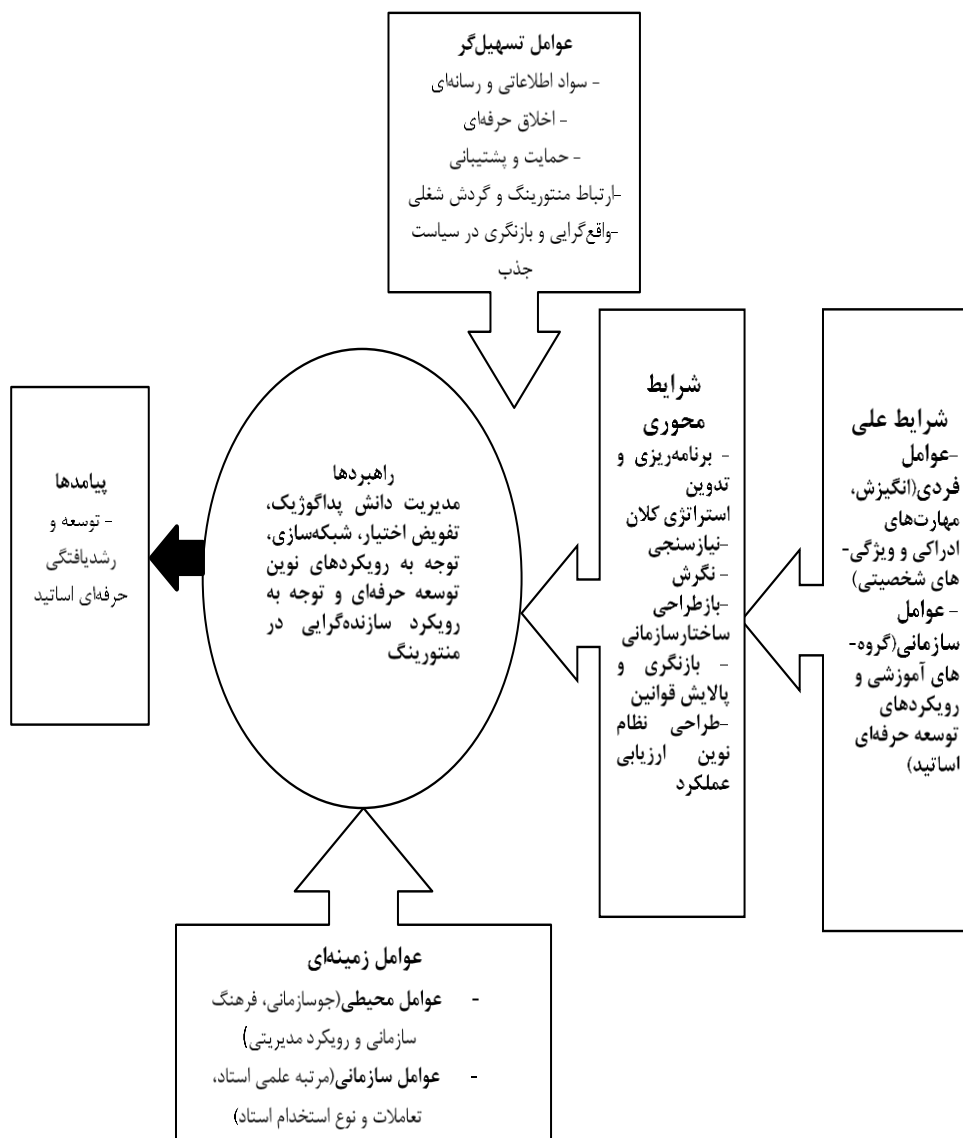 عوامل تسهیل‌گر
- سواد اطلاعاتی و رسانه‌ای
- اخلاق حرفه‌ای
- حمایت و پشتیبانی
-ارتباط منتورینگ و گردش شغلی
-واقع‌گرایی و بازنگری در سیاست
جذب
شرایط علی
-عوامل
فردی(انگیزش،
مهارت‌های
ادراکی و ویژگی-
های شخصیتی)
- عوامل
سازمانی(گروه-
های آموزشی و
رویکردهای
توسعه حرفه‌ای
اساتید)
شرایط
محوری
- برنامه‌ریزی و
تدوین
استراتژی کلان
-نیازسنجی
- نگرش
-بازطراحی
ساختارسازمانی
- بازنگری و
پالایش قوانین
-طراحی نظام
نوین ارزیابی
عملکرد
راهبردها
مدیریت دانش پداگوژیک،
تفویض اختیار، شبکه‌سازی،
توجه به رویکردهای نوین
توسعه حرفه‌ای و توجه به
رویکرد سازنده‌گرایی در
منتورینگ
پیامدها
- توسعه و
رشدیافتگی
حرفه‌ای اساتید
عوامل زمینه‌ای
- عوامل محیطی(جوسازمانی، فرهنگ
سازمانی و رویکرد مدیریتی)
- عوامل سازمانی(مرتبه علمی استاد،
تعاملات و نوع استخدام استاد)